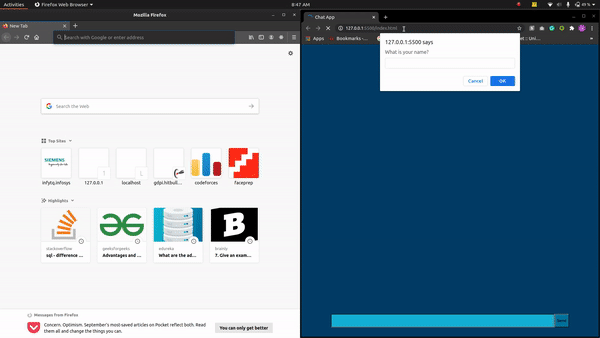 Activities
Firefox Web Browser
8:47 AM
49 %
Mozilla Firefox
New Tab
Search with Google or enter address
Search the Web
Top Sites
SIEMENS
infytq.infosys
127.0.0.1
localhost
gdpi.hitbull...
codeforces
faceprep
Highlights
stackoverflow
sql - difference ...
geeksforgeeks
Advantages and ...
edureka
What are the ad...
B
brainly
7. Give an exam...
Messages from Firefox
Concern. Optimism. September's most-saved articles on Pocket reflect both. Read
them all and change the things you can.
You can only get better
Chat App
127.0.0.1:5500/index.html
Apps
Bookmarks
127.0.0.1:5500 says
What is your name?
Cancel
OK
Send